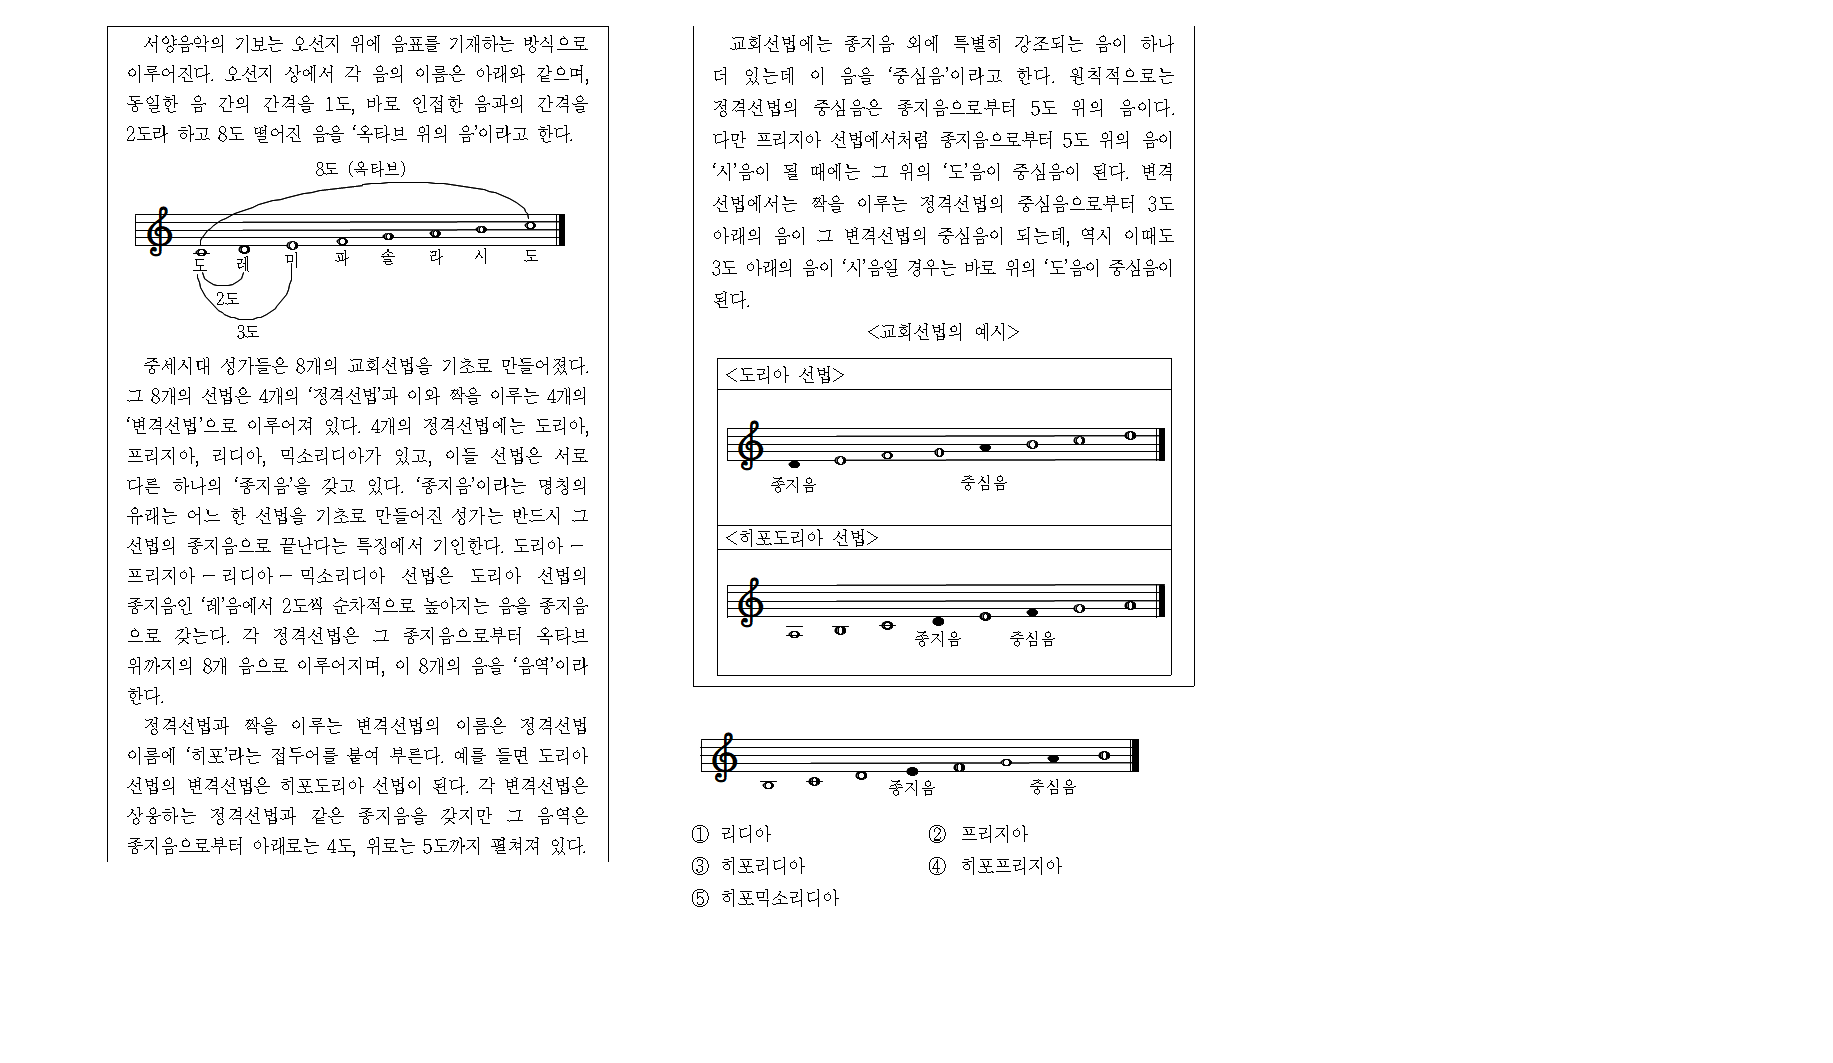 서양음악의 기보는 오선지 위에 음표를 기재하는 방식으로
이루어진다. 오선지 상에서 각 음의 이름은 아래와 같으며,
동일한 음 간의 간격을 1도, 바로 인접한 음과의 간격을
2도라 하고 8도 떨어진 음을 ‘옥타브 위의 음’이라고 한다.
8도 (옥타브)
도 레 미 파 솔 라 시 도
2도
3도
중세시대 성가들은 8개의 교회선법을 기초로 만들어졌다.
그 8개의 선법은 4개의 ‘정격선법’과 이와 짝을 이루는 4개의
‘변격선법’으로 이루어져 있다. 4개의 정격선법에는 도리아,
프리지아, 리디아, 믹소리디아가 있고, 이들 선법은 서로
다른 하나의 ‘종지음’을 갖고 있다. ‘종지음’이라는 명칭의
유래는 어느 한 선법을 기초로 만들어진 성가는 반드시 그
선법의 종지음으로 끝난다는 특징에서 기인한다. 도리아 －
프리지아 － 리디아 － 믹소리디아 선법은 도리아 선법의
종지음인 ‘레’음에서 2도씩 순차적으로 높아지는 음을 종지음
으로 갖는다. 각 정격선법은 그 종지음으로부터 옥타브
위까지의 8개 음으로 이루어지며, 이 8개의 음을 ‘음역’이라
한다.
정격선법과 짝을 이루는 변격선법의 이름은 정격선법
이름에 ‘히포’라는 접두어를 붙여 부른다. 예를 들면 도리아
선법의 변격선법은 히포도리아 선법이 된다. 각 변격선법은
상응하는 정격선법과 같은 종지음을 갖지만 그 음역은
종지음으로부터 아래로는 4도, 위로는 5도까지 펼쳐져 있다.
교회선법에는 종지음 외에 특별히 강조되는 음이 하나
더 있는데 이 음을 ‘중심음’이라고 한다. 원칙적으로는
정격선법의 중심음은 종지음으로부터 5도 위의 음이다.
다만 프리지아 선법에서처럼 종지음으로부터 5도 위의 음이
‘시’음이 될 때에는 그 위의 ‘도’음이 중심음이 된다. 변격
선법에서는 짝을 이루는 정격선법의 중심음으로부터 3도
아래의 음이 그 변격선법의 중심음이 되는데, 역시 이때도
3도 아래의 음이 ‘시’음일 경우는 바로 위의 ‘도’음이 중심음이
된다.
<교회선법의 예시>
<도리아 선법>
종지음 중심음
<히포도리아 선법>
종지음 중심음
종지음 중심음
① 리디아 ② 프리지아
③ 히포리디아 ④ 히포프리지아
⑤ 히포믹소리디아